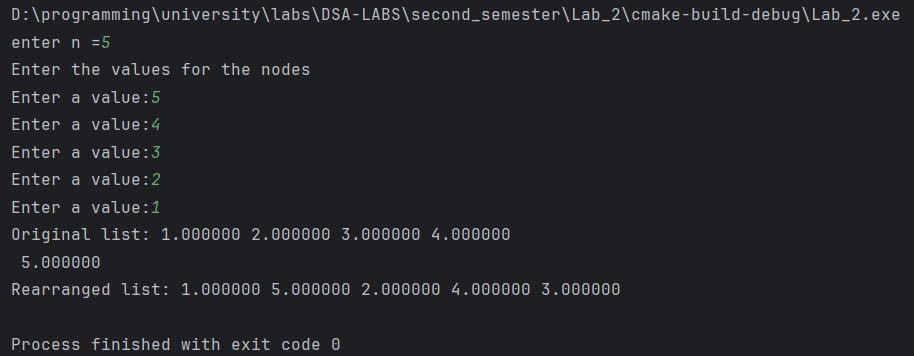 D:\programming\university\labs\DSA-LABS\second_semester\Lab_2\cmake-build-debug\Lab_2.exe
enter n =5
Enter the values for the nodes
Enter a value:5
Enter a value:4
Enter a value:3
Enter a value:2
Enter a value:1
Original list: 1.000000 2.000000 3.000000 4.000000
 5.000000
Rearranged list: 1.000000 5.000000 2.000000 4.000000 3.000000
Process finished with exit code 0